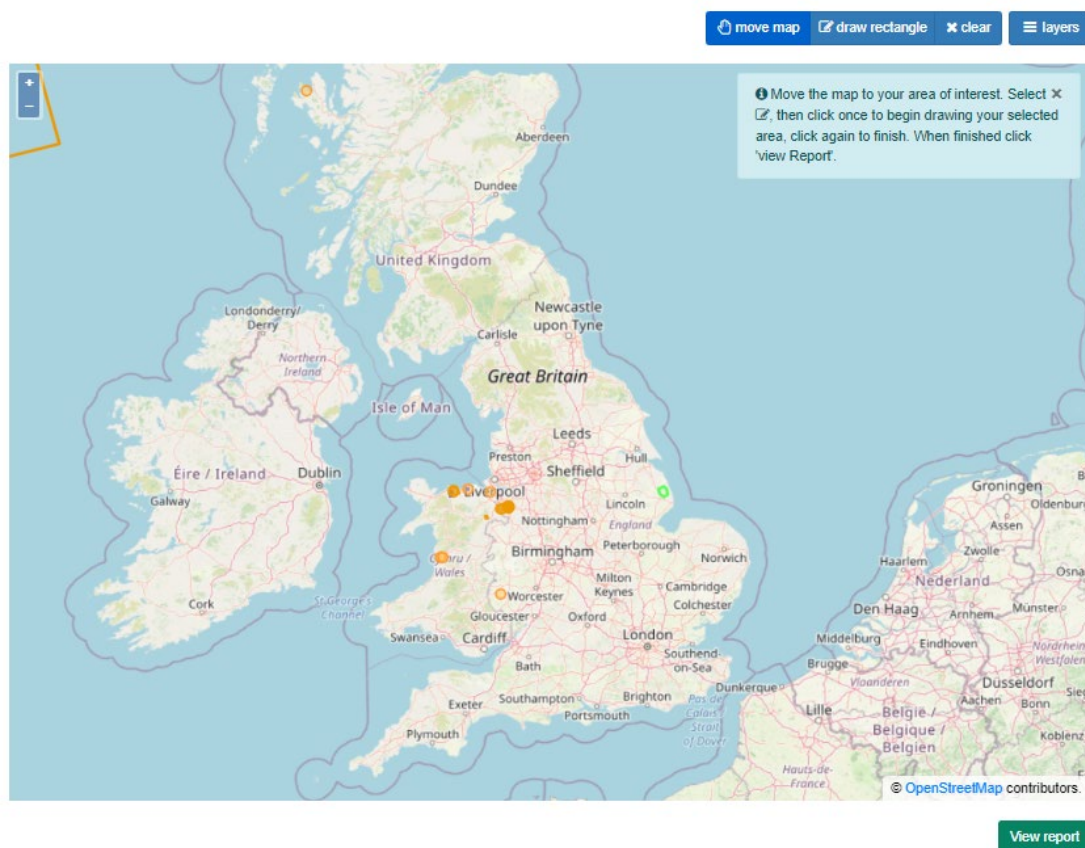 move map
draw rectangle
clear
layers
+
−
Move the map to your area of interest. Select
, then click once to begin drawing your selected
area, click again to finish. When finished click
'view Report'.
Aberdeen
Dundee
United Kingdom
Londonderry/
Derry
Newcastle
upon Tyne
Carlisle
Northern
Ireland
Great Britain
Isle of Man
Leeds
Preston
Hull
Éire / Ireland
Dublin
Sheffield
Galway
Liverpool
Lincoln
Groningen
Oldenbur
Nottingham
England
Assen
Birmingham
Peterborough
Norwich
Haarlem
Zwolle
Cymru /
Wales
Nederland
Osna
Milton
Keynes
Cambridge
Cork
St George's
Channel
Worcester
Den Haag
Arnhem
Münster
Gloucester
Oxford
Colchester
Swansea
Cardiff
London
Middelburg
Eindhoven
Nordrhein
Westfalen
Southend-
on-Sea
Bath
Brugge
Vlaanderen
Düsseldorf
Dunkerque
Exeter
Southampton
Brighton
Pas de
Calais
Strait
of Dover
Aachen
Bonn
Sieg
Portsmouth
Lille
België /
Belgique /
Belgien
Plymouth
Koblenz
Hauts-de-
France
© OpenStreetMap contributors.
View report